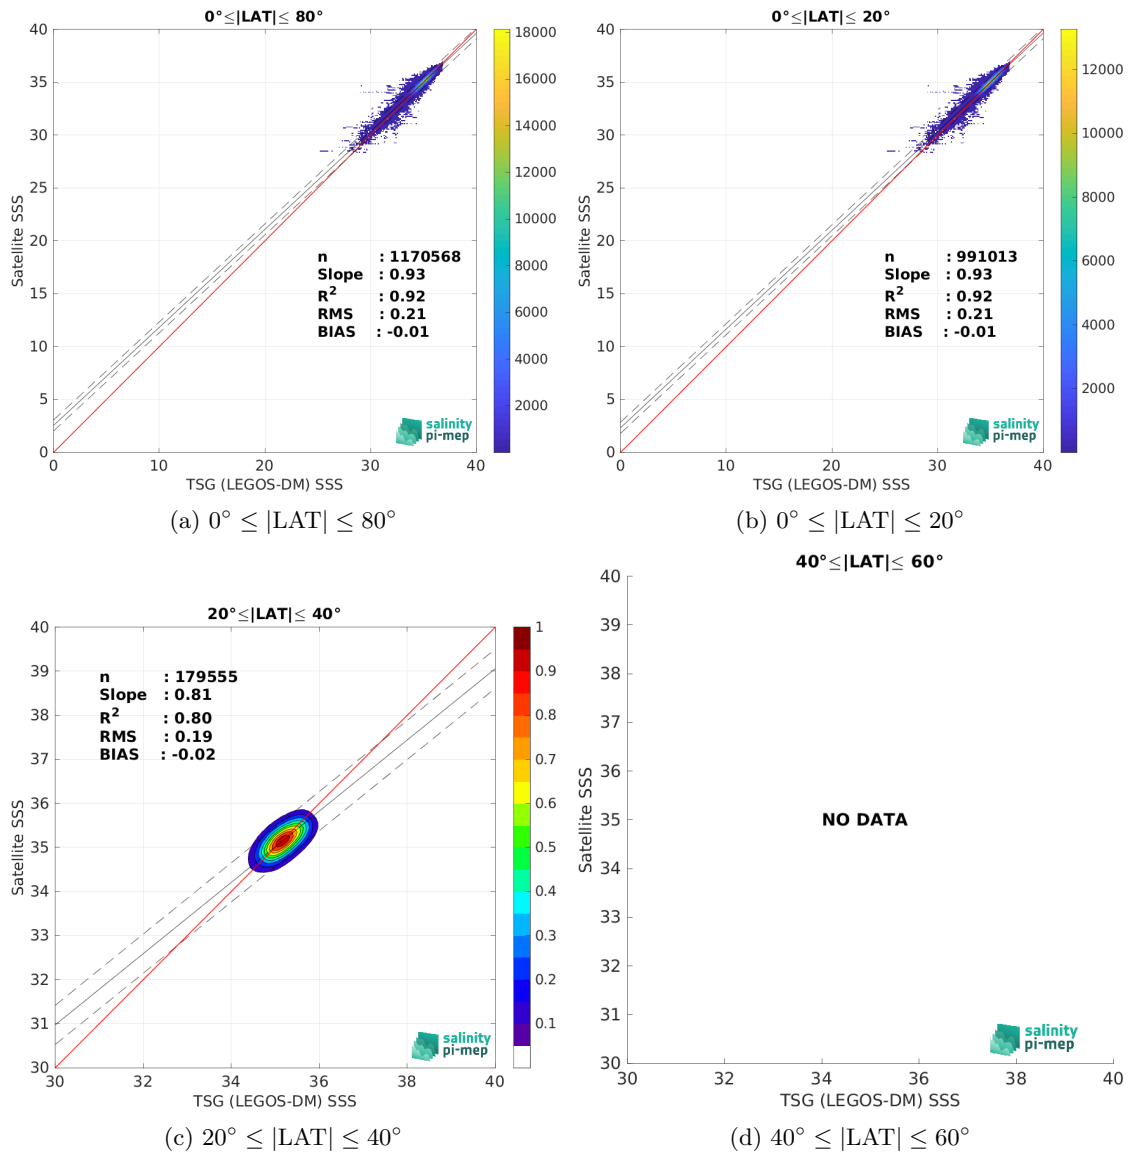 0°≤|LAT|≤ 80°
40
35
30
25
20
15
10
5
0
0
10
20
30
40
Satellite SSS
TSG (LEGOS-DM) SSS
n : 1170568
Slope : 0.93
R² : 0.92
RMS : 0.21
BIAS : -0.01
salinity
pi-mep
18000
16000
14000
12000
10000
8000
6000
4000
2000
(a) 0° ≤ |LAT| ≤ 80°
0°≤|LAT|≤ 20°
40
35
30
25
20
15
10
5
0
0
10
20
30
40
Satellite SSS
TSG (LEGOS-DM) SSS
n : 991013
Slope : 0.93
R² : 0.92
RMS : 0.21
BIAS : -0.01
salinity
pi-mep
12000
10000
8000
6000
4000
2000
(b) 0° ≤ |LAT| ≤ 20°
20°≤|LAT|≤ 40°
40
39
38
37
36
35
34
33
32
31
30
30
32
34
36
38
40
Satellite SSS
TSG (LEGOS-DM) SSS
n : 179555
Slope : 0.81
R² : 0.80
RMS : 0.19
BIAS : -0.02
salinity
pi-mep
1
0.9
0.8
0.7
0.6
0.5
0.4
0.3
0.2
0.1
(c) 20° ≤ |LAT| ≤ 40°
40°≤|LAT|≤ 60°
40
39
38
37
36
35
34
33
32
31
30
30
32
34
36
38
40
Satellite SSS
TSG (LEGOS-DM) SSS
NO DATA
salinity
pi-mep
(d) 40° ≤ |LAT| ≤ 60°